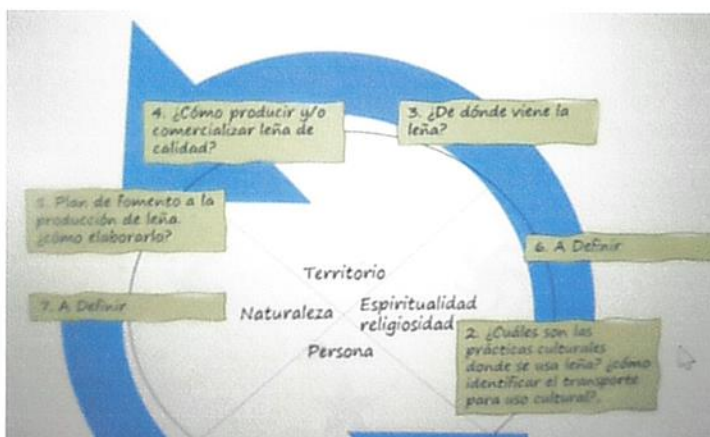 4. ¿Cómo producir y/o
comercializar leña de
calidad?
3. ¿De dónde viene la
leña?
5. Plan de fomento a la
producción de leña.
¿cómo elaborarlo?
6. A Definir
7. A Definir
Territorio
Naturaleza
Espiritualidad
religiosidad
Persona
2. ¿Cuáles son las
prácticas culturales
donde se usa leña? ¿cómo
identificar el transporte
para uso cultural?.